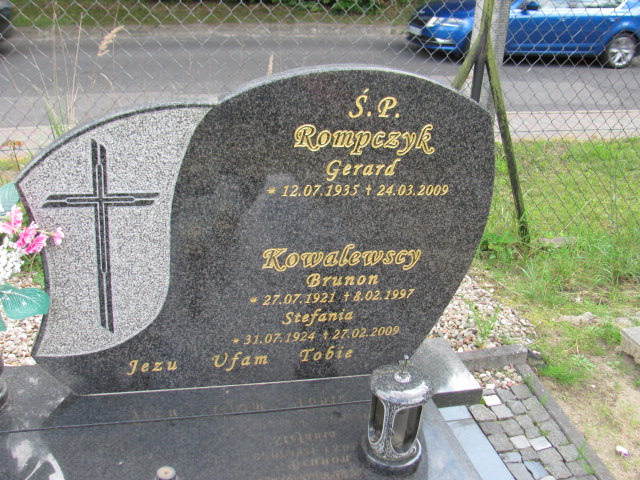 Ś.P.
Rompczyk
Gerard
* 12.07.1935 † 24.03.2009
Kowalewscy
Brunon
* 27.07.1921 † 8.02.1997
Stefania
* 31.07.1924 † 27.02.2009
Jezu Ufam Tobie